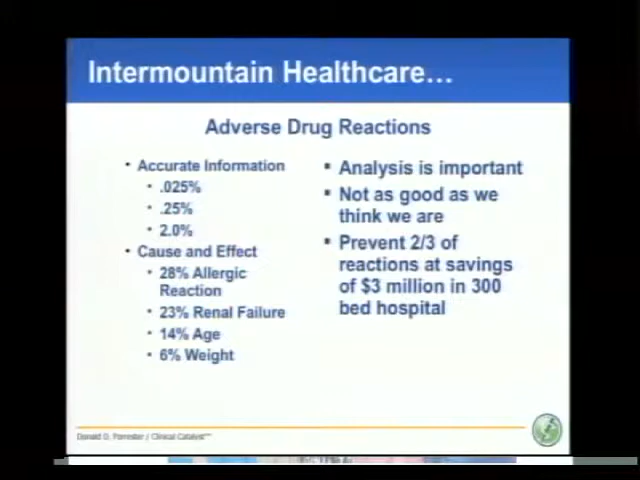 Intermountain Healthcare…
Adverse Drug Reactions
• Accurate Information
• .025%
• .25%
• 2.0%
• Cause and Effect
• 28% Allergic
Reaction
• 23% Renal Failure
• 14% Age
• 6% Weight
▪ Analysis is important
▪ Not as good as we
think we are
▪ Prevent 2/3 of
reactions at savings
of $3 million in 300
bed hospital
Donald D. Forrester / Clinical Catalyst